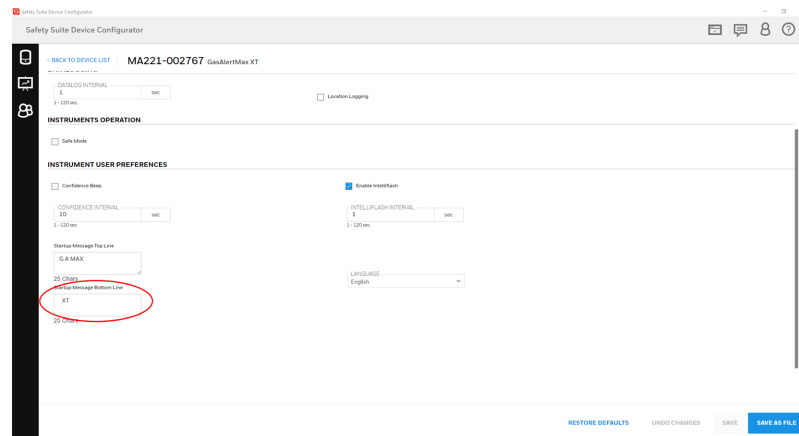 Safety Suite Device Configurator
Safety Suite Device Configurator
‹ BACK TO DEVICE LIST MA221-002767 GasAlertMax XT
DATALOG INTERVAL
1 sec
Location Logging
1 - 120 sec.
INSTRUMENTS OPERATION
Safe Mode
INSTRUMENT USER PREFERENCES
Confidence Beep
Enable Intelliflash
CONFIDENCE INTERVAL
10 sec
INTELLIFLASH INTERVAL
1 sec
1 - 120 sec.
1 - 120 sec.
Startup Message Top Line
G A MAX
25 Chars
LANGUAGE
English
Startup Message Bottom Line
XT
25 Chars
RESTORE DEFAULTS UNDO CHANGES SAVE SAVE AS FILE